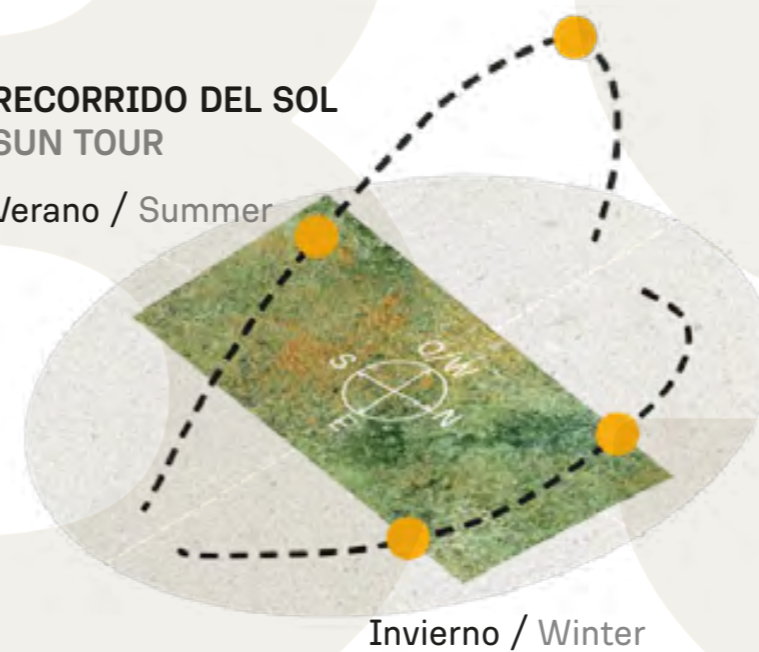 RECORRIDO DEL SOL
SUN TOUR
Verano / Summer
S
O/W
E
N
Invierno / Winter